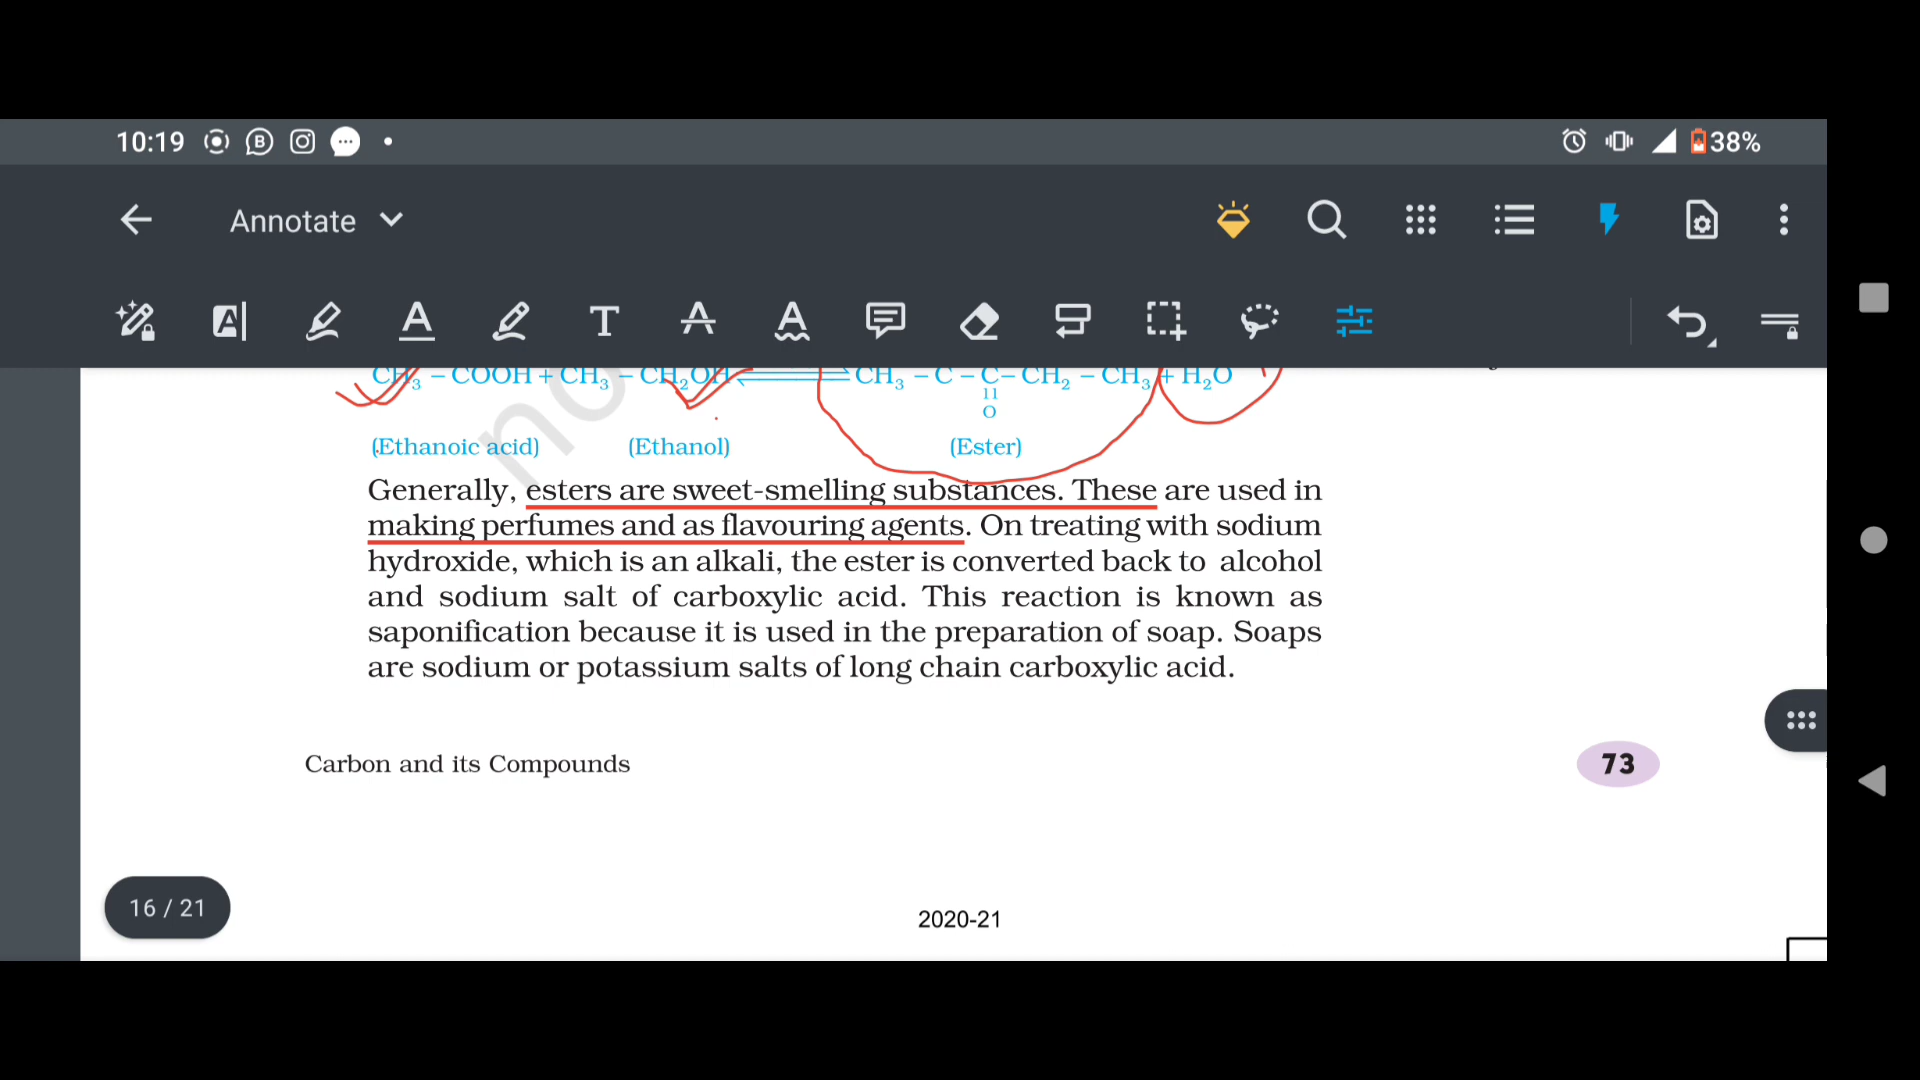 10:19
38%
Annotate
CH₃ – COOH + CH₃ – CH₂OH ⇌ CH₃ – C – C – CH₂ – CH₃ + H₂O
O
(Ethanoic acid) (Ethanol) (Ester)
no
Generally, esters are sweet-smelling substances. These are used in
making perfumes and as flavouring agents. On treating with sodium
hydroxide, which is an alkali, the ester is converted back to alcohol
and sodium salt of carboxylic acid. This reaction is known as
saponification because it is used in the preparation of soap. Soaps
are sodium or potassium salts of long chain carboxylic acid.
Carbon and its Compounds
73
16 / 21
2020-21